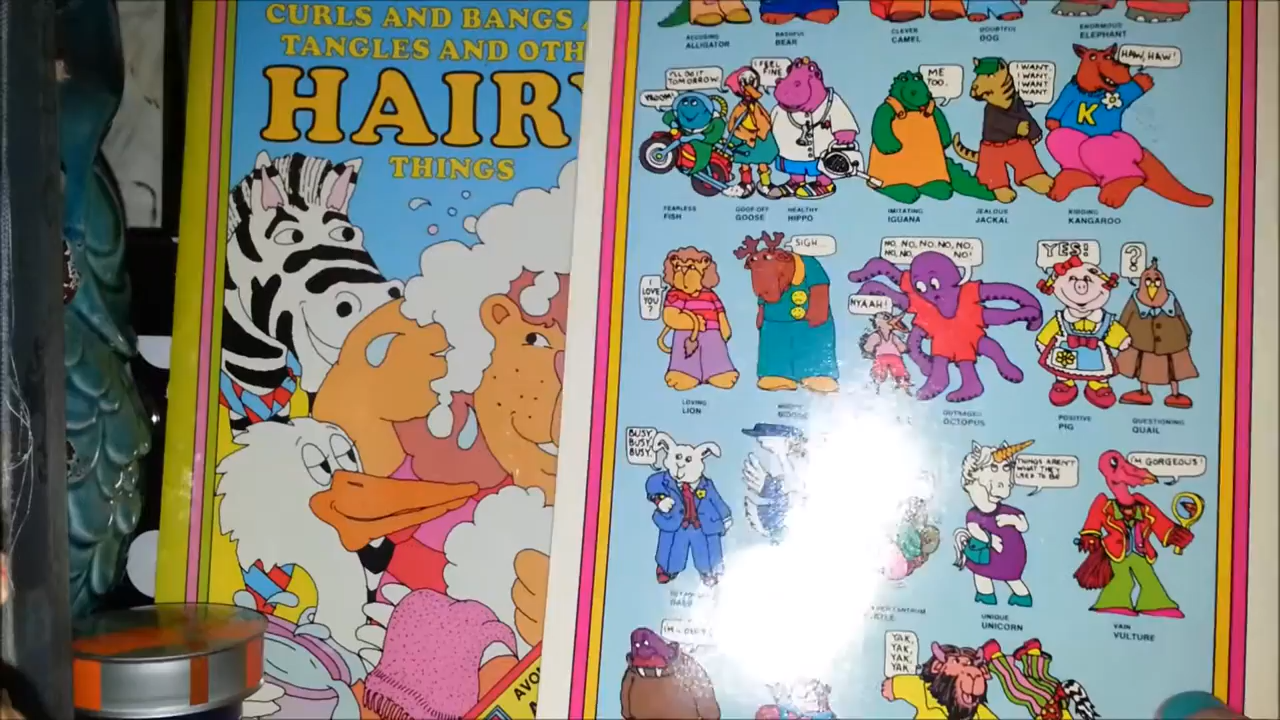 CURLS AND BANGS
TANGLES AND OTH
HAIRY
THINGS
AVO
ACCUSING
ALLIGATOR
BASHFUL
BEAR
CLEVER
CAMEL
DOUBTFUL
DOG
ENORMOUS
ELEPHANT
VROOM
I'LL DO IT
TOMORROW.
I FEEL
FINE
ME
TOO.
I WANT,
I WANT,
I WANT,
I WANT
HAW, HAW!
K
FEARLESS
FISH
GOOF-OFF
GOOSE
HEALTHY
HIPPO
IMITATING
IGUANA
JEALOUS
JACKAL
KIDDING
KANGAROO
I
LOVE
YOU
?
SIGH...
NO, NO, NO, NO, NO,
NO, NO, NO!
NYAAH!
YES!
?
LOVING
LION
OUTRAGED
OCTOPUS
POSITIVE
PIG
QUESTIONING
QUAIL
BUSY,
BUSY,
BUSY.
THINGS AREN'T
WHAT THEY
USED TO BE
I'M GORGEOUS!
UNIQUE
UNICORN
VAIN
VULTURE
YAK,
YAK,
YAK,
YAK